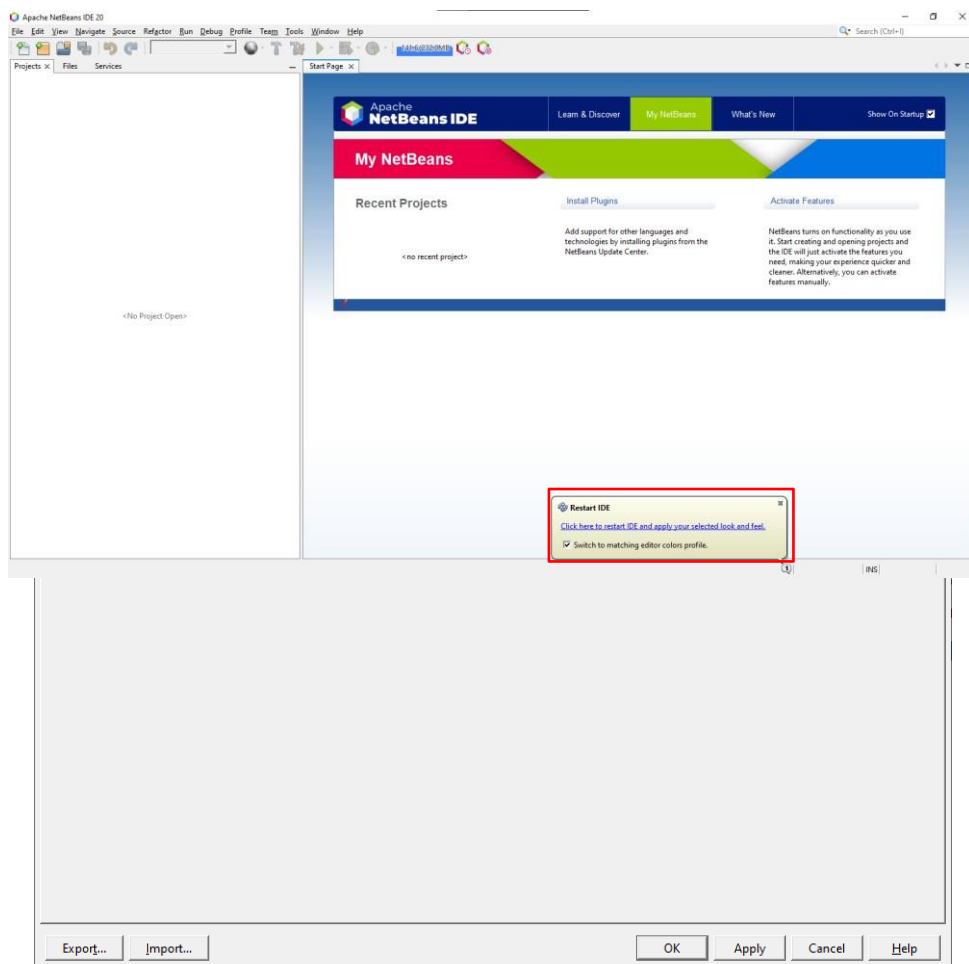 Apache NetBeans IDE 20
File Edit View Navigate Source Refactor Run Debug Profile Team Tools Window Help
Search (Ctrl+I)
Projects Files Services
Start Page
Apache
NetBeans IDE
Learn & Discover
My NetBeans
What's New
Show On Startup
My NetBeans
Recent Projects
<no recent project>
Install Plugins
Add support for other languages and
technologies by installing plugins from the
NetBeans Update Center.
Activate Features
NetBeans turns on functionality as you use
it. Start creating and opening projects and
the IDE will just activate the features you
need, making your experience quicker and
cleaner. Alternatively, you can activate
features manually.
<No Project Open>
Restart IDE
Click here to restart IDE and apply your selected look and feel.
Switch to matching editor colors profile.
1
INS
Export... Import... OK Apply Cancel Help